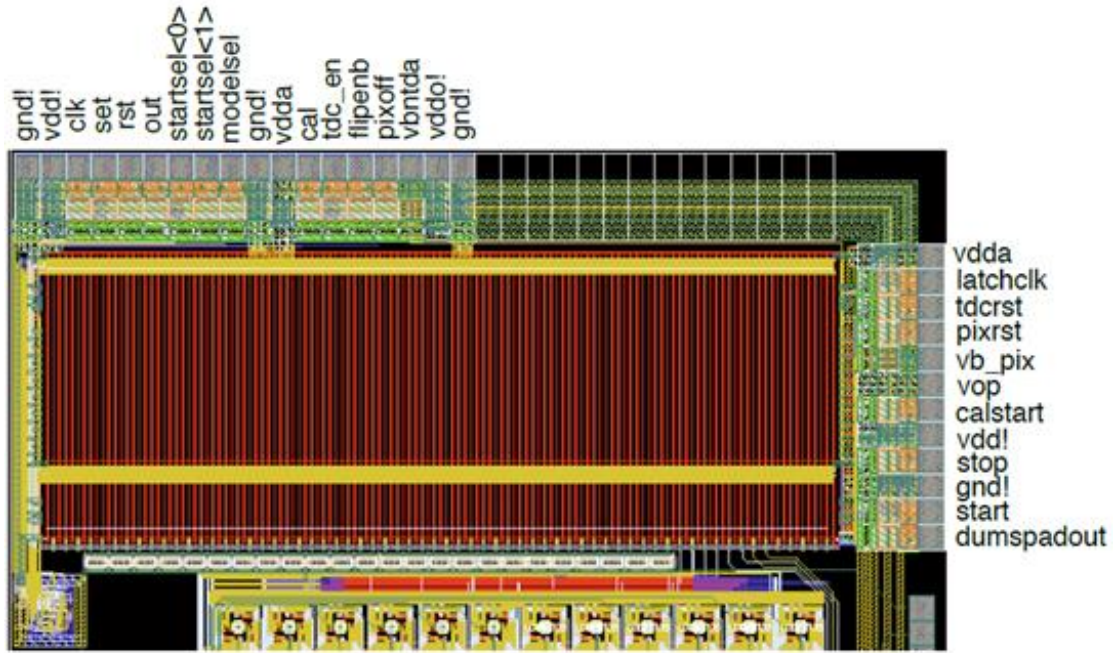 gnd!
vdd!
clk
set
rst
out
startsel<0>
startsel<1>
modelsel
gnd!
vdda
cal
tdc_en
flipenb
pixoff
vbntda
vddo!
gnd!
vdda
latchclk
tdcrst
pixrst
vb_pix
vop
calstart
vdd!
stop
gnd!
start
dumspadout